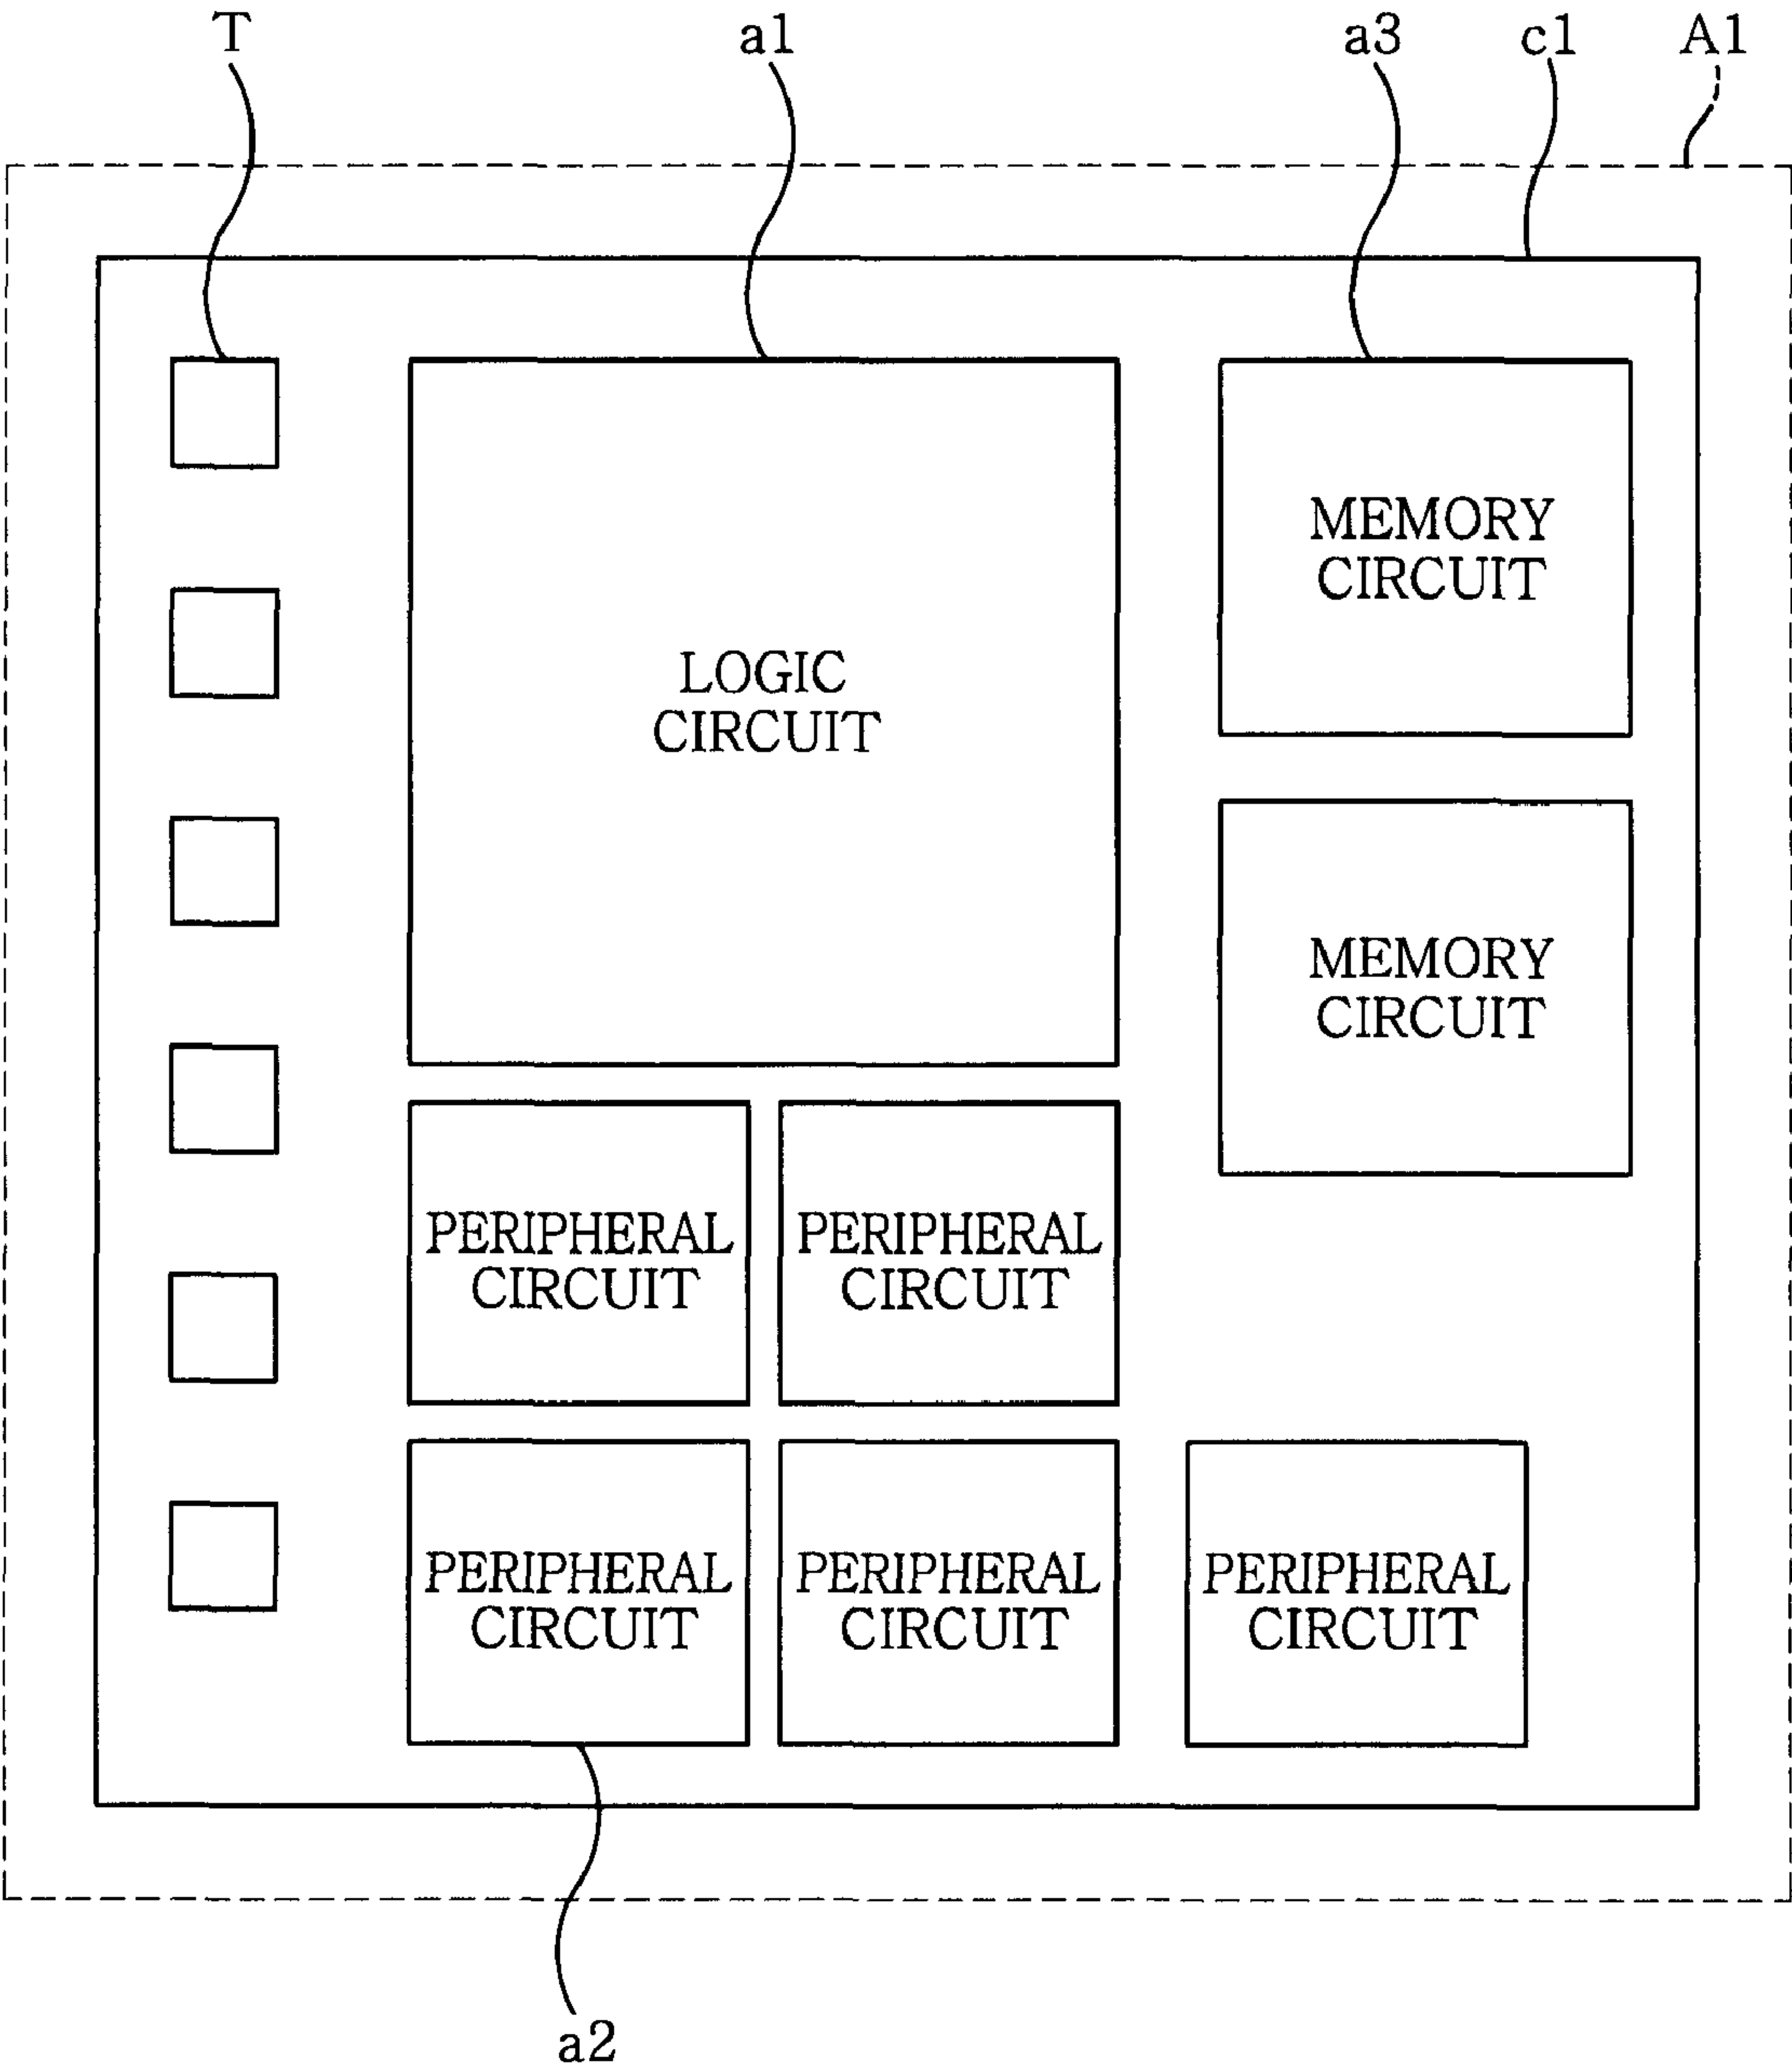 T
a1
a3
c1
A1
MEMORY
CIRCUIT
LOGIC
CIRCUIT
MEMORY
CIRCUIT
PERIPHERAL
CIRCUIT
PERIPHERAL
CIRCUIT
PERIPHERAL
CIRCUIT
PERIPHERAL
CIRCUIT
PERIPHERAL
CIRCUIT
a2